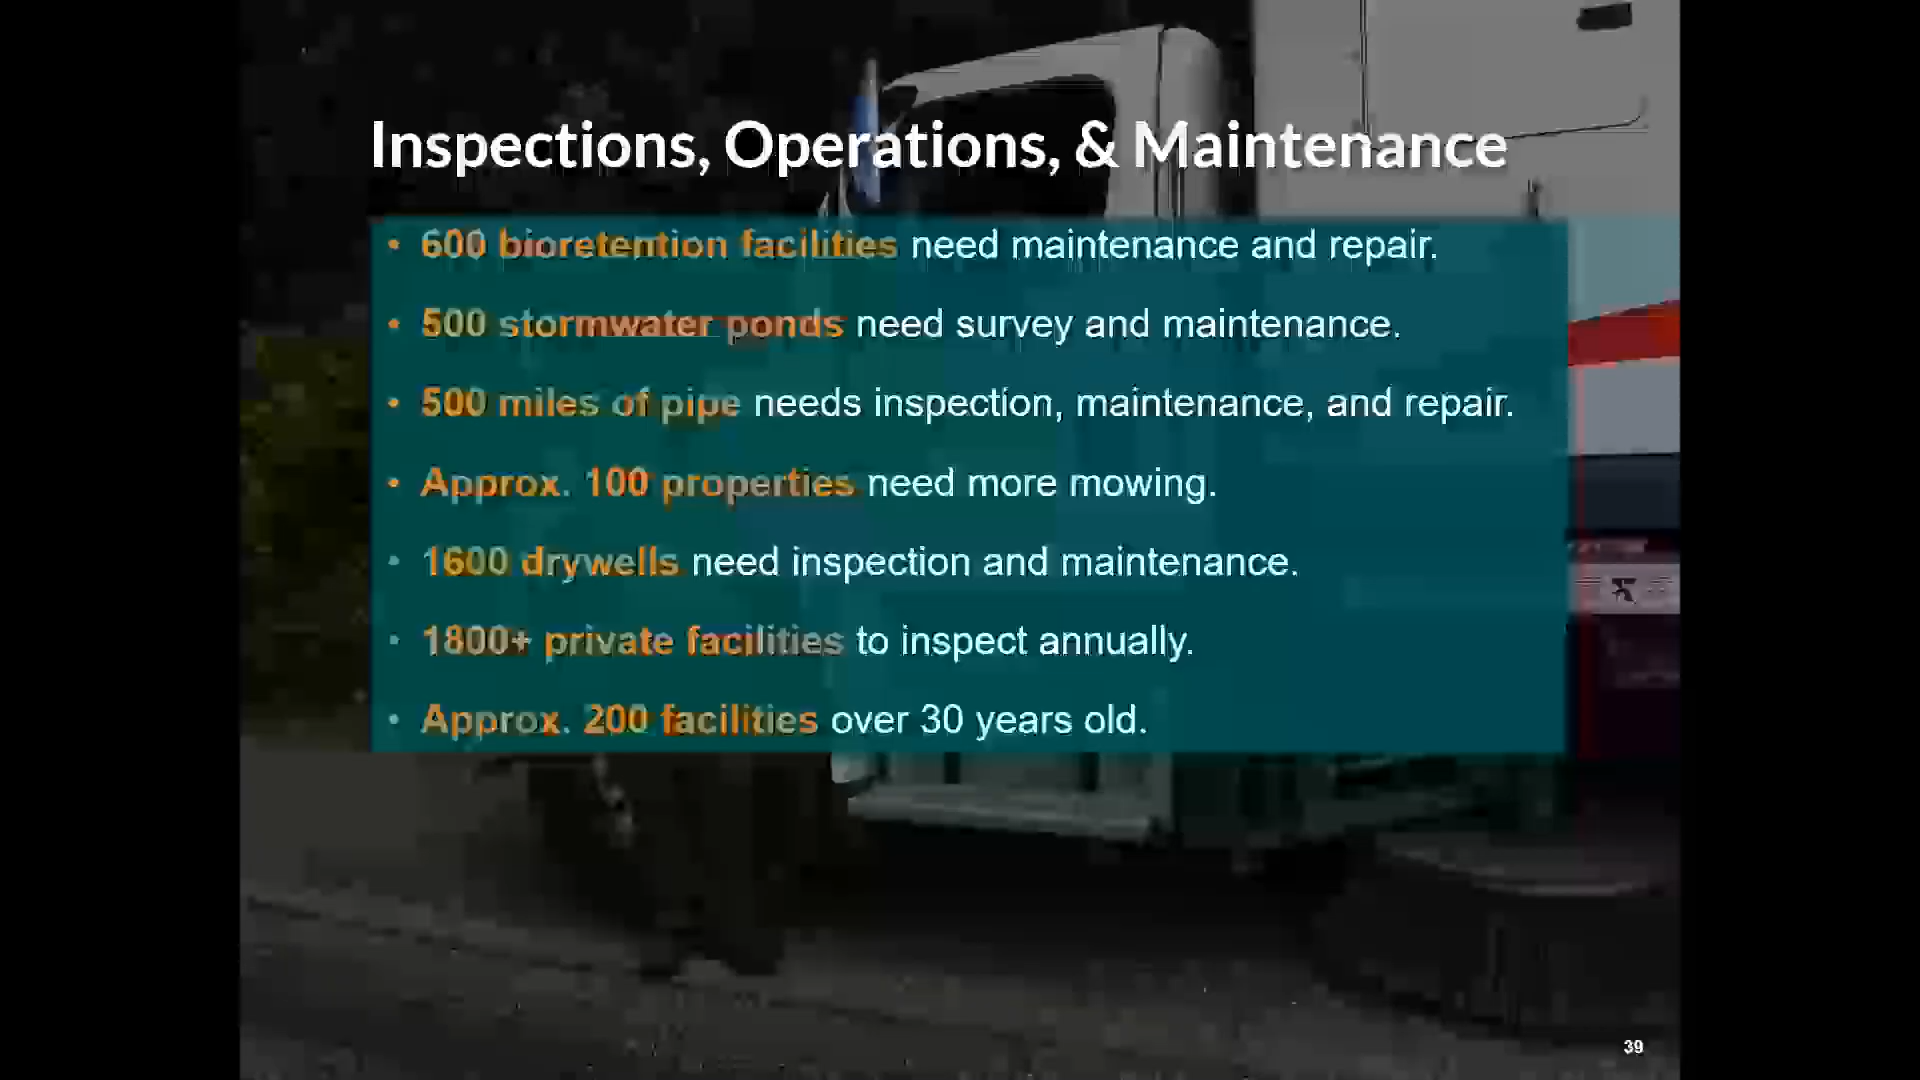 Inspections, Operations, & Maintenance
• 600 bioretention facilities need maintenance and repair.
• 500 stormwater ponds need survey and maintenance.
• 500 miles of pipe needs inspection, maintenance, and repair.
• Approx. 100 properties need more mowing.
• 1600 drywells need inspection and maintenance.
• 1800+ private facilities to inspect annually.
• Approx. 200 facilities over 30 years old.
39